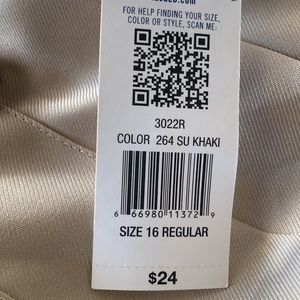 FOR HELP FINDING YOUR SIZE,
COLOR OR STYLE, SCAN ME:
3022R
COLOR 264 SU KHAKI
6 66980 11372 9
SIZE 16 REGULAR
$24